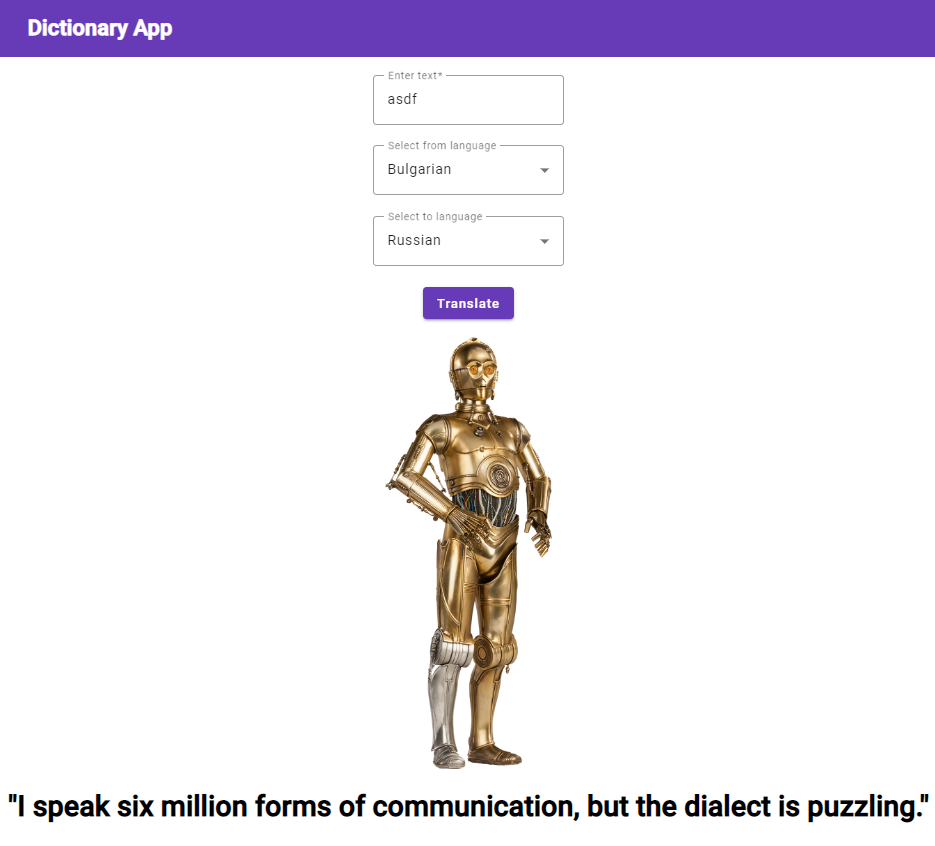 Dictionary App
Enter text*
asdf
Select from language
Bulgarian
Select to language
Russian
Translate
"I speak six million forms of communication, but the dialect is puzzling."